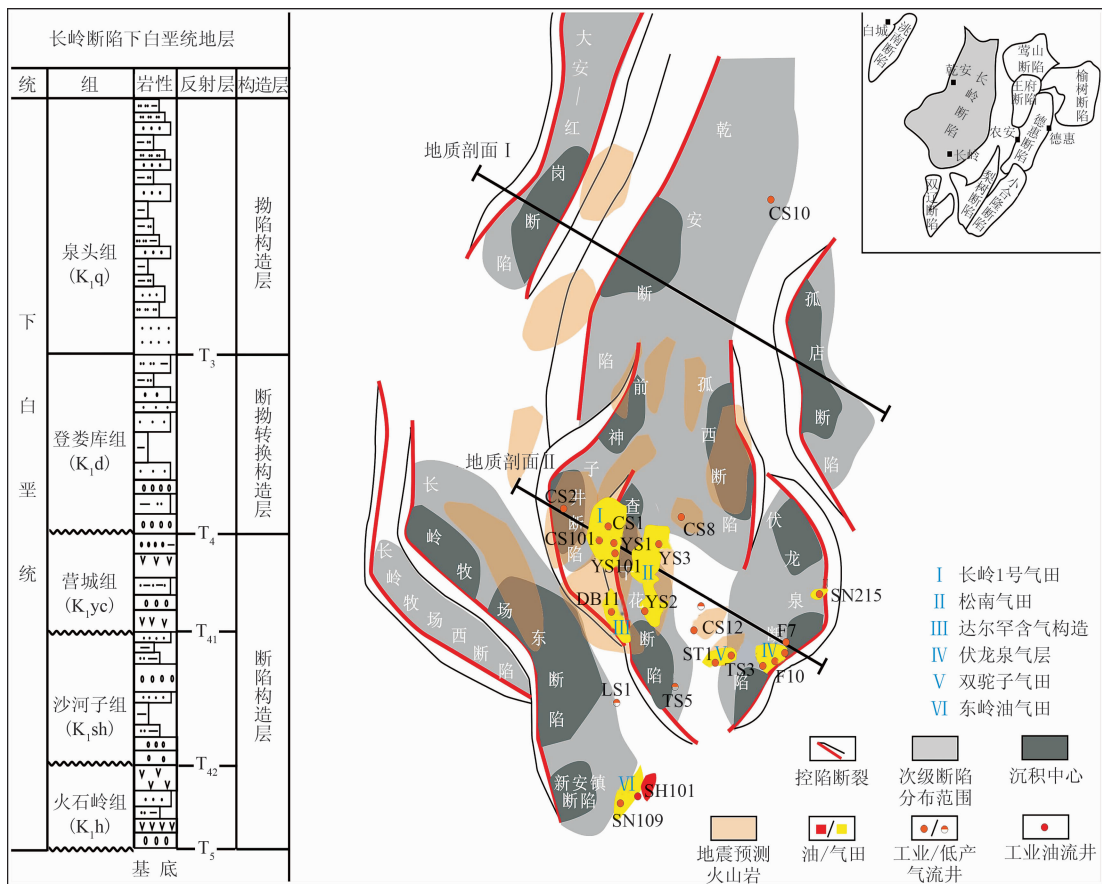 长岭断陷下白垩统地层
统
组
岩性
反射层
构造层
下
白
垩
统
泉头组
(K₁q)
登娄库组
(K₁d)
营城组
(K₁yc)
沙河子组
(K₁sh)
火石岭组
(K₁h)
基底
T₃
T₄
T₄₁
T₄₂
T₅
拗陷构造层
断拗转换构造层
断陷构造层
大安—红岗断陷
地质剖面Ⅰ
乾安断陷
CS10
孤店断陷
前神子井断陷
孤西断陷
地质剖面Ⅱ
CS2
Ⅰ
CS1
CS101
YS1
YS101
查干花断陷
YS3
CS8
Ⅱ
YS2
DB11
Ⅲ
伏龙泉断陷
SN215
CS12
F7
Ⅳ
F10
ST1
Ⅴ
TS3
TS5
LS1
长岭牧场东断陷
长岭牧场西断陷
新安镇
断陷
Ⅵ
SH101
SN109
白城
洮南断陷
乾安
长岭断陷
长岭
莺山
断陷
王府
断陷
榆树断陷
德惠断陷
农安
德惠
双辽断陷
梨树断陷
小合隆断陷
Ⅰ 长岭1号气田
Ⅱ 松南气田
Ⅲ 达尔罕含气构造
Ⅳ 伏龙泉气层
Ⅴ 双驼子气田
Ⅵ 东岭油气田
控陷断裂
次级断陷
分布范围
沉积中心
地震预测
火山岩
油/气田
工业/低产
气流井
工业油流井